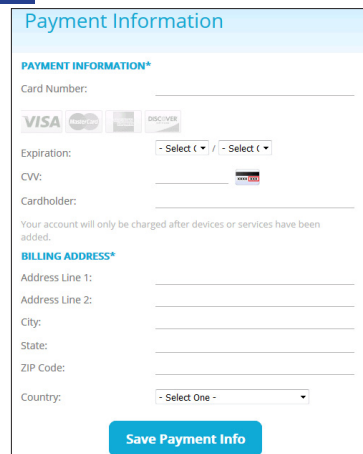 Payment Information
PAYMENT INFORMATION*
Card Number:
VISA MasterCard DISCOVER
Expiration: - Select ( / - Select (
CVV:
Cardholder:
Your account will only be charged after devices or services have been
added.
BILLING ADDRESS*
Address Line 1:
Address Line 2:
City:
State:
ZIP Code:
Country: - Select One -
Save Payment Info